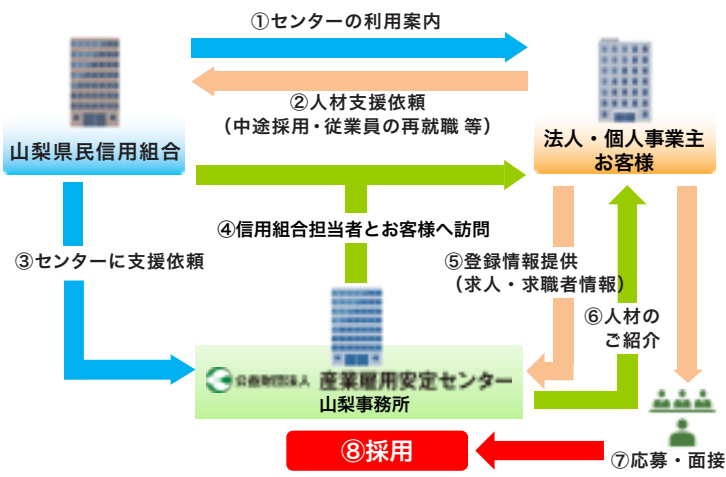 ①センターの利用案内
②人材支援依頼
（中途採用・従業員の再就職 等）
山梨県民信用組合
法人・個人事業主
お客様
④信用組合担当者とお客様へ訪問
③センターに支援依頼
⑤登録情報提供
（求人・求職者情報）
⑥人材の
ご紹介
公益財団法人 産業雇用安定センター
山梨事務所
⑧採用
⑦応募・面接